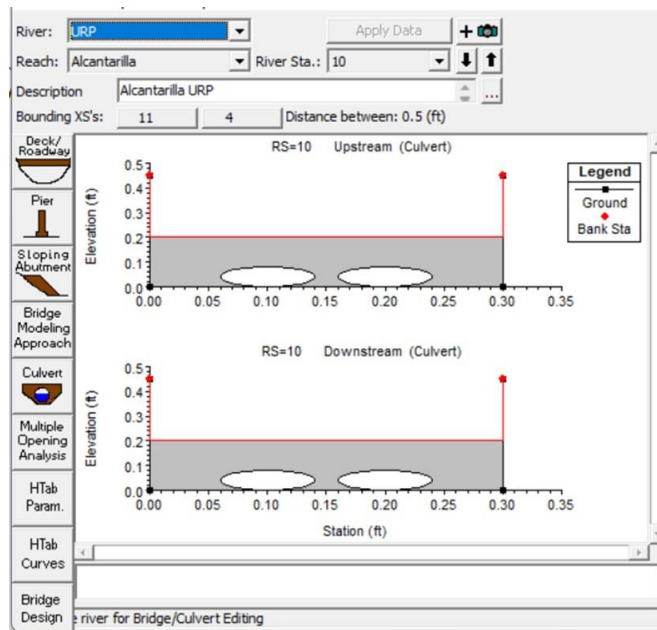 River: URP Apply Data +
Reach: Alcantarilla River Sta.: 10
Description Alcantarilla URP ...
Bounding XS's: 11 4 Distance between: 0.5 (ft)
Deck/
Roadway
Pier
Sloping
Abutment
Bridge
Modeling
Approach
Culvert
Multiple
Opening
Analysis
HTab
Param.
HTab
Curves
Bridge
Design
RS=10 Upstream (Culvert)
Elevation (ft)
0.5
0.4
0.3
0.2
0.1
0.0
0.00 0.05 0.10 0.15 0.20 0.25 0.30 0.35
Legend
Ground
Bank Sta
RS=10 Downstream (Culvert)
Elevation (ft)
0.5
0.4
0.3
0.2
0.1
0.0
0.00 0.05 0.10 0.15 0.20 0.25 0.30 0.35
Station (ft)
river for Bridge/Culvert Editing